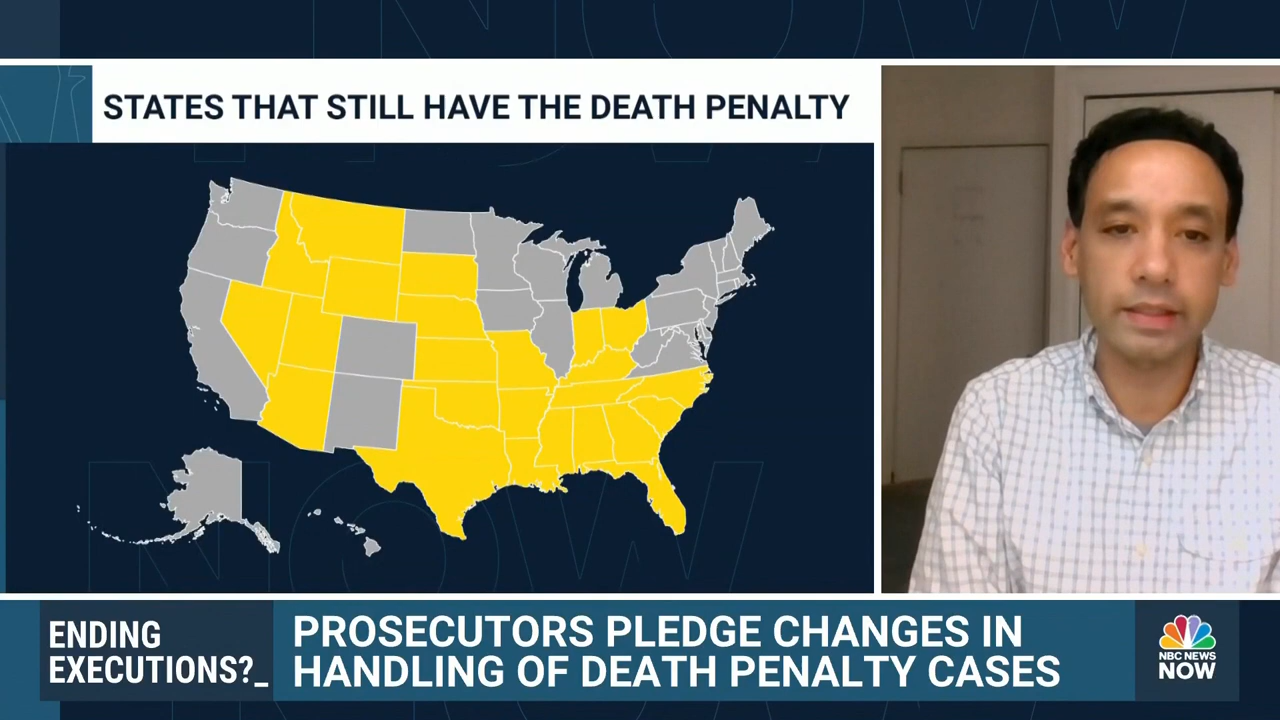 STATES THAT STILL HAVE THE DEATH PENALTY
ENDING
EXECUTIONS?_
PROSECUTORS PLEDGE CHANGES IN
HANDLING OF DEATH PENALTY CASES
NBC NEWS
NOW